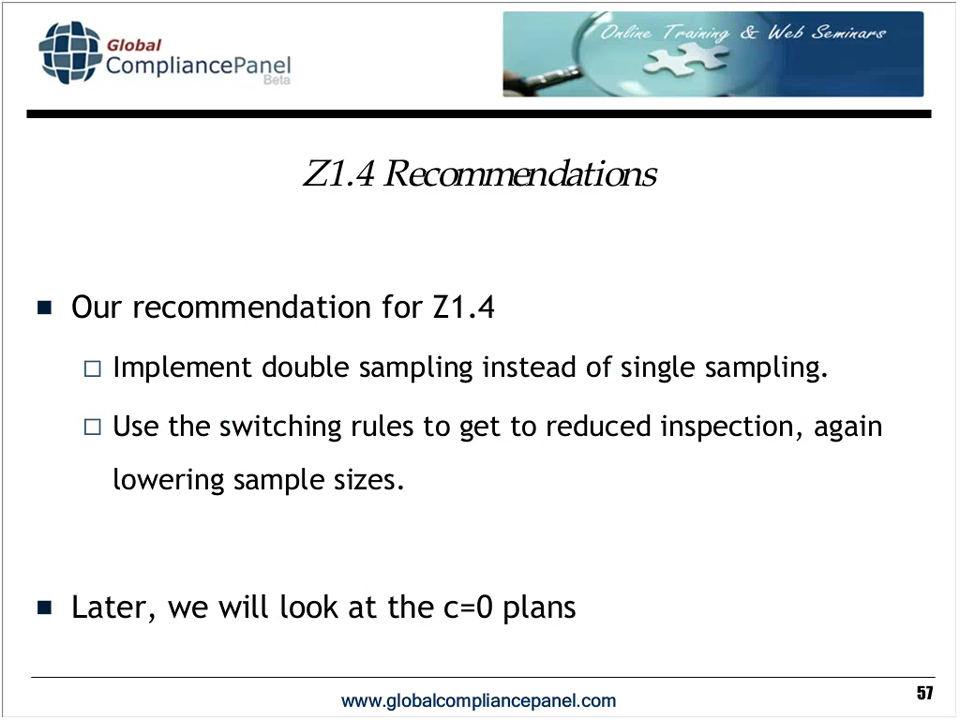 Global
CompliancePanel
Beta
Online Training & Web Seminars
Z1.4 Recommendations
■ Our recommendation for Z1.4
□ Implement double sampling instead of single sampling.
□ Use the switching rules to get to reduced inspection, again
lowering sample sizes.
■ Later, we will look at the c=0 plans
www.globalcompliancepanel.com
57